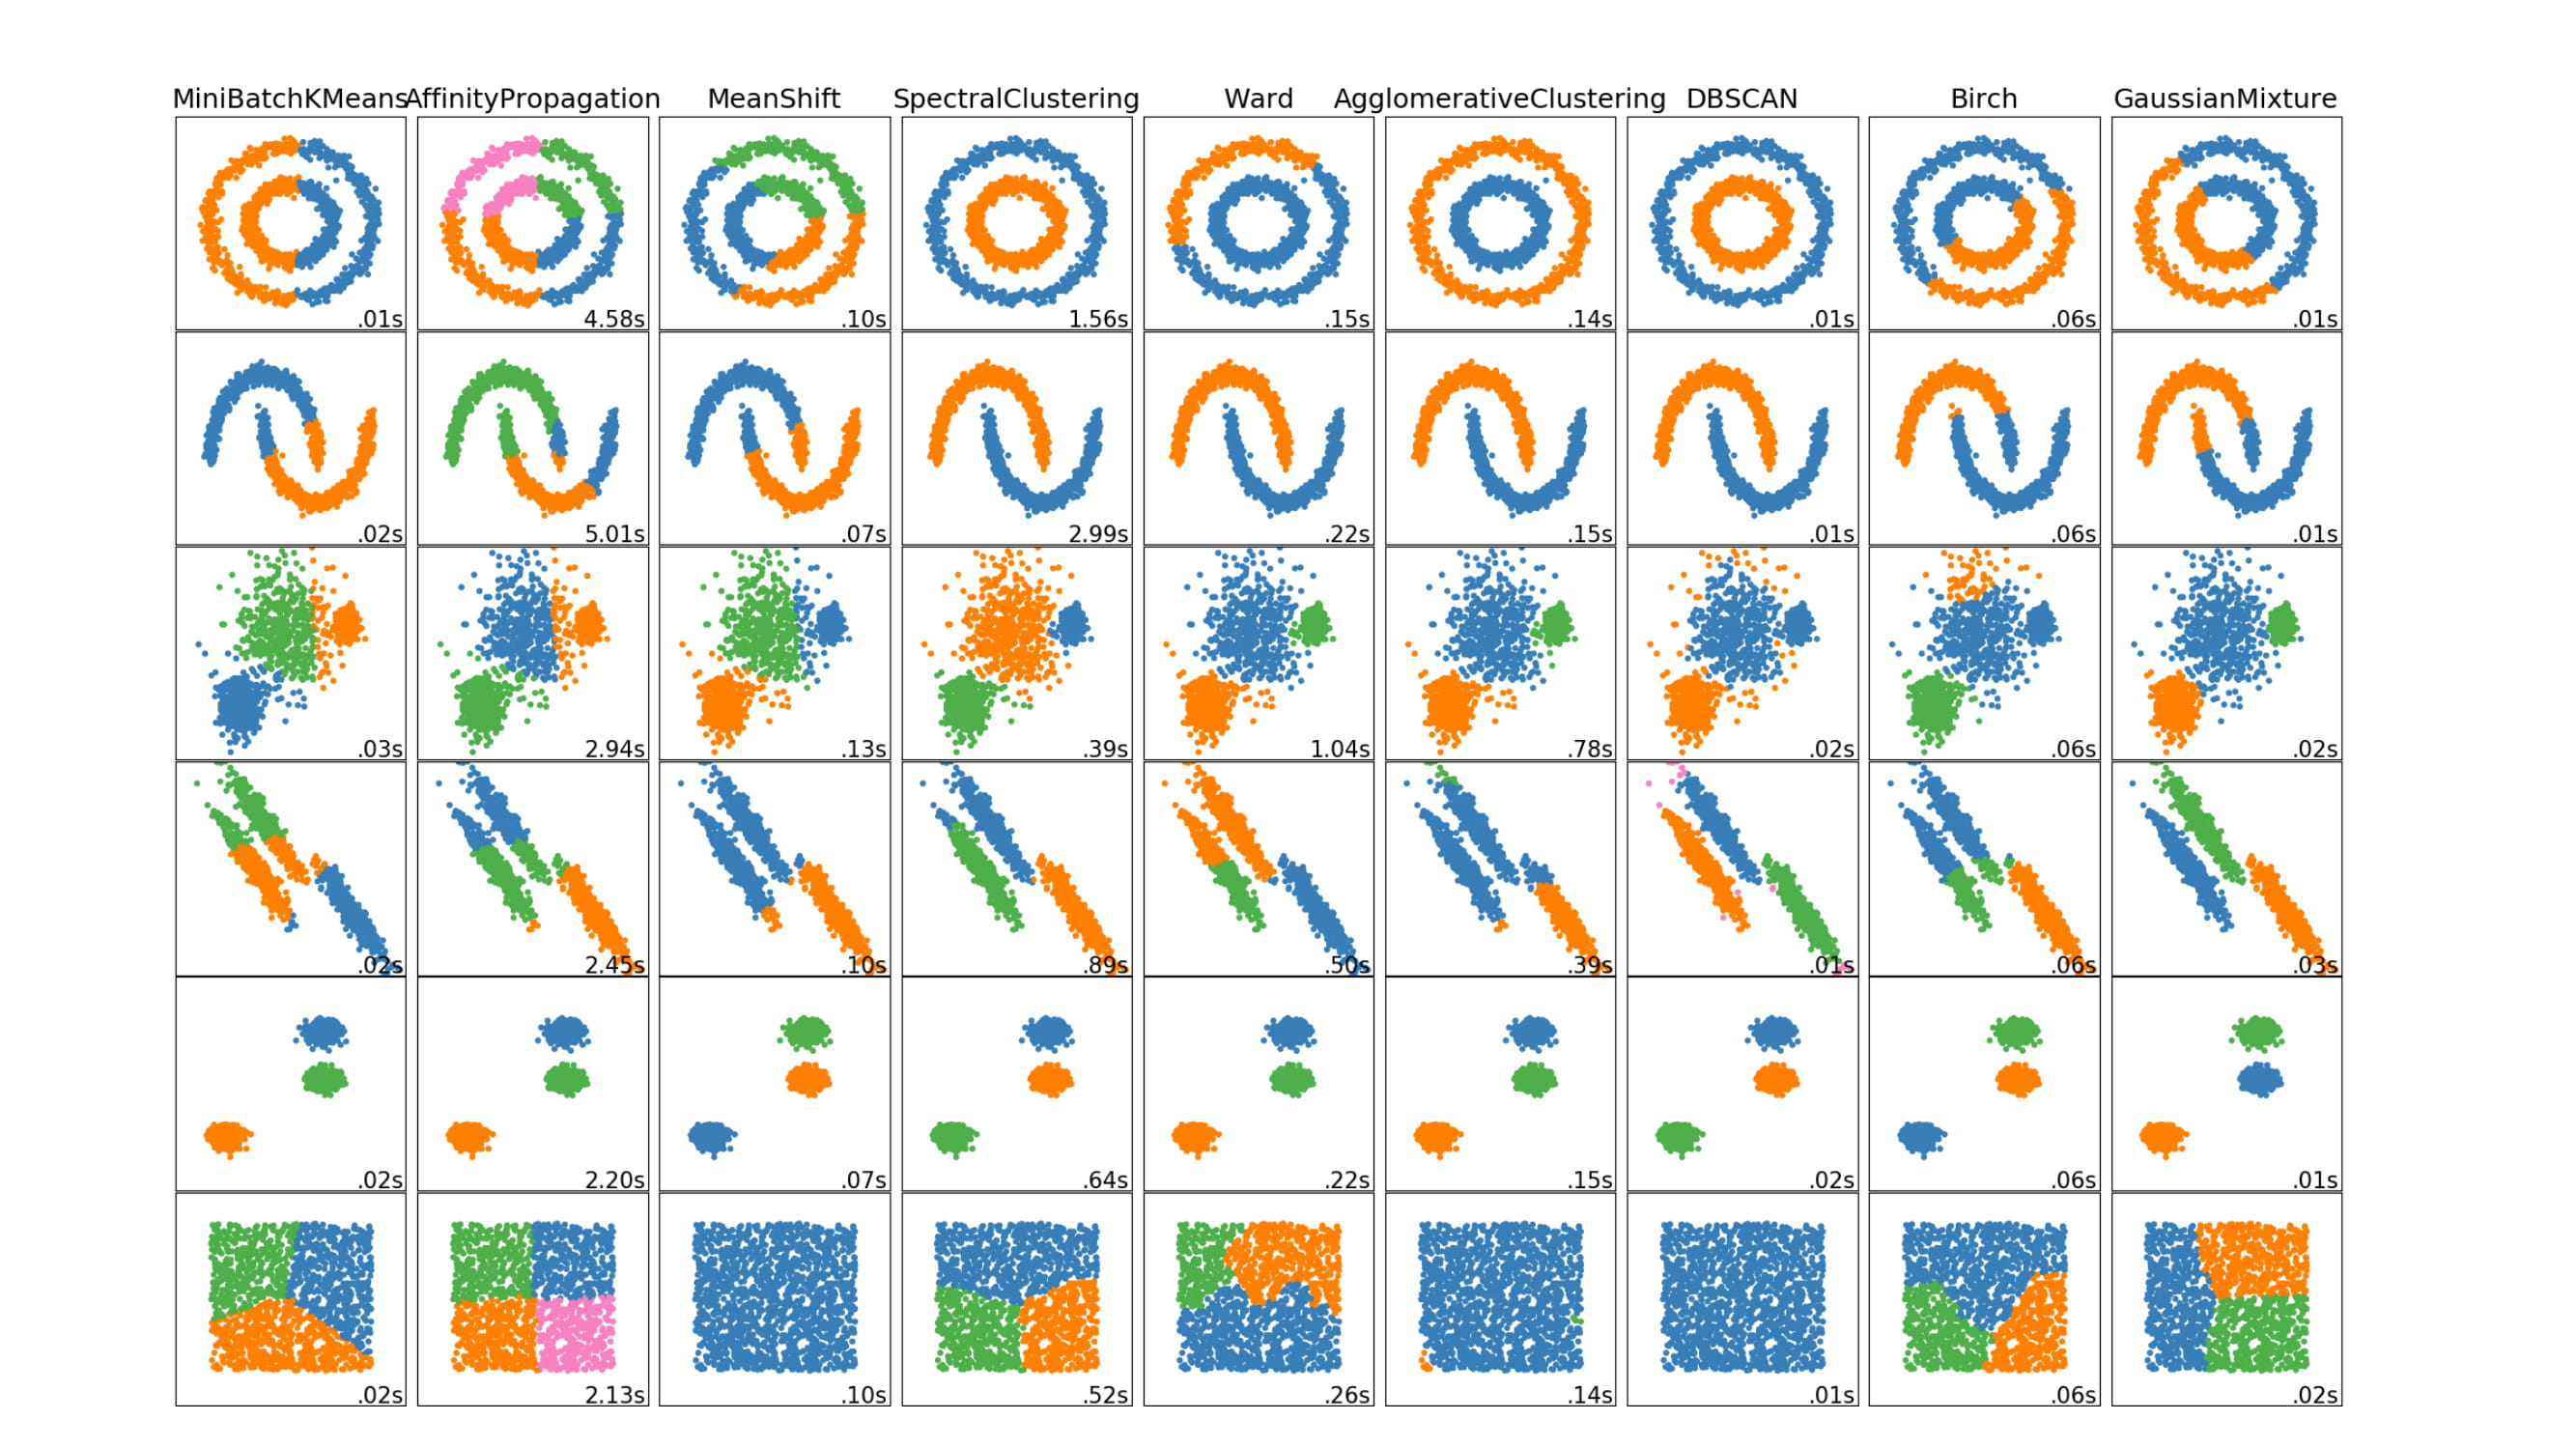 MiniBatchKMeans AffinityPropagation MeanShift SpectralClustering Ward AgglomerativeClustering DBSCAN Birch GaussianMixture
.01s 4.58s .10s 1.56s .15s .14s .01s .06s .01s
.02s 5.01s .07s 2.99s .22s .15s .01s .06s .01s
.03s 2.94s .13s .39s 1.04s .78s .02s .06s .02s
.02s 2.45s .10s .89s .50s .39s .01s .06s .03s
.02s 2.20s .07s .64s .22s .15s .02s .06s .01s
.02s 2.13s .10s .52s .26s .14s .01s .06s .02s